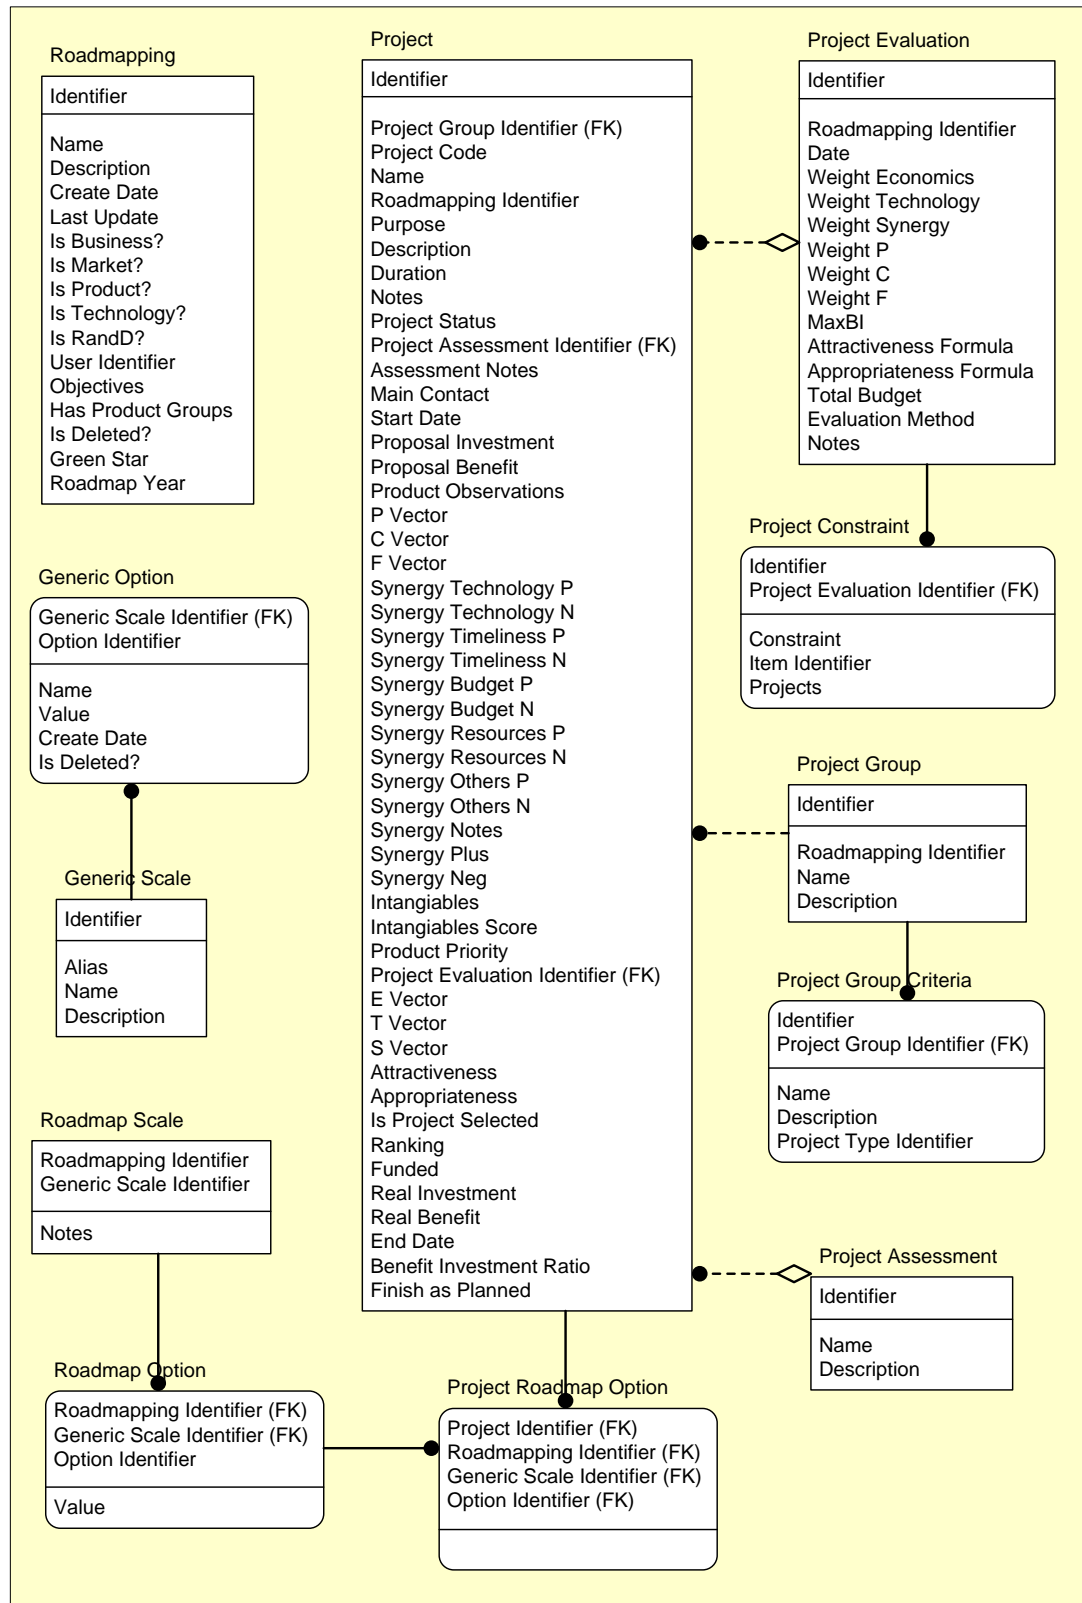 Roadmapping
Identifier
Name
Description
Create Date
Last Update
Is Business?
Is Market?
Is Product?
Is Technology?
Is RandD?
User Identifier
Objectives
Has Product Groups
Is Deleted?
Green Star
Roadmap Year
Generic Option
Generic Scale Identifier (FK)
Option Identifier
Name
Value
Create Date
Is Deleted?
Generic Scale
Identifier
Alias
Name
Description
Roadmap Scale
Roadmapping Identifier
Generic Scale Identifier
Notes
Roadmap Option
Roadmapping Identifier (FK)
Generic Scale Identifier (FK)
Option Identifier
Value
Project
Identifier
Project Group Identifier (FK)
Project Code
Name
Roadmapping Identifier
Purpose
Description
Duration
Notes
Project Status
Project Assessment Identifier (FK)
Assessment Notes
Main Contact
Start Date
Proposal Investment
Proposal Benefit
Product Observations
P Vector
C Vector
F Vector
Synergy Technology P
Synergy Technology N
Synergy Timeliness P
Synergy Timeliness N
Synergy Budget P
Synergy Budget N
Synergy Resources P
Synergy Resources N
Synergy Others P
Synergy Others N
Synergy Notes
Synergy Plus
Synergy Neg
Intangiables
Intangiables Score
Product Priority
Project Evaluation Identifier (FK)
E Vector
T Vector
S Vector
Attractiveness
Appropriateness
Is Project Selected
Ranking
Funded
Real Investment
Real Benefit
End Date
Benefit Investment Ratio
Finish as Planned
Project Roadmap Option
Project Identifier (FK)
Roadmapping Identifier (FK)
Generic Scale Identifier (FK)
Option Identifier (FK)
Project Evaluation
Identifier
Roadmapping Identifier
Date
Weight Economics
Weight Technology
Weight Synergy
Weight P
Weight C
Weight F
MaxBI
Attractiveness Formula
Appropriateness Formula
Total Budget
Evaluation Method
Notes
Project Constraint
Identifier
Project Evaluation Identifier (FK)
Constraint
Item Identifier
Projects
Project Group
Identifier
Roadmapping Identifier
Name
Description
Project Group Criteria
Identifier
Project Group Identifier (FK)
Name
Description
Project Type Identifier
Project Assessment
Identifier
Name
Description